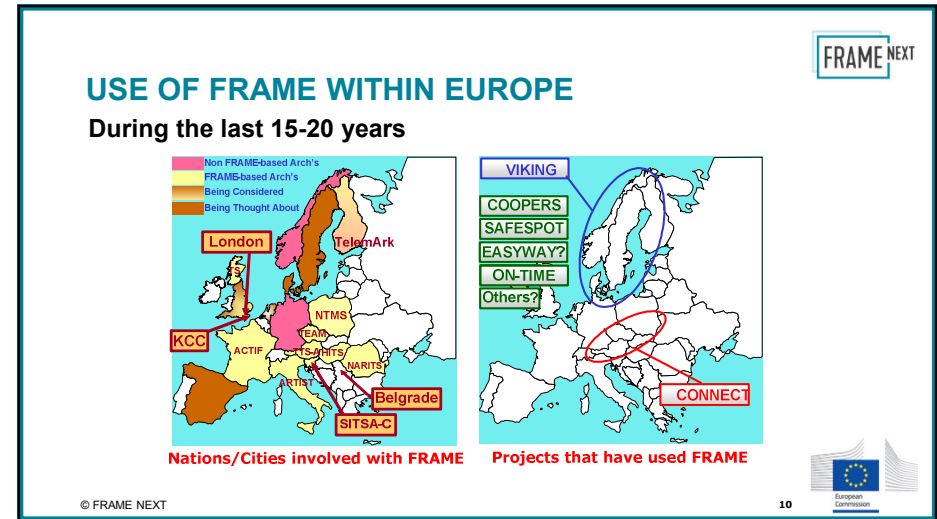 FRAME NEXT
USE OF FRAME WITHIN EUROPE
During the last 15-20 years
Non FRAME-based Arch's
FRAME-based Arch's
Being Considered
Being Thought About
London
TelemArk
TS
KCC
NTMS
TEAM
ACTIF
TTS-A
HITS
NARITS
ARTIST
Belgrade
SITSA-C
Nations/Cities involved with FRAME
VIKING
COOPERS
SAFESPOT
EASYWAY?
ON-TIME
Others?
CONNECT
Projects that have used FRAME
© FRAME NEXT
10
European
Commission